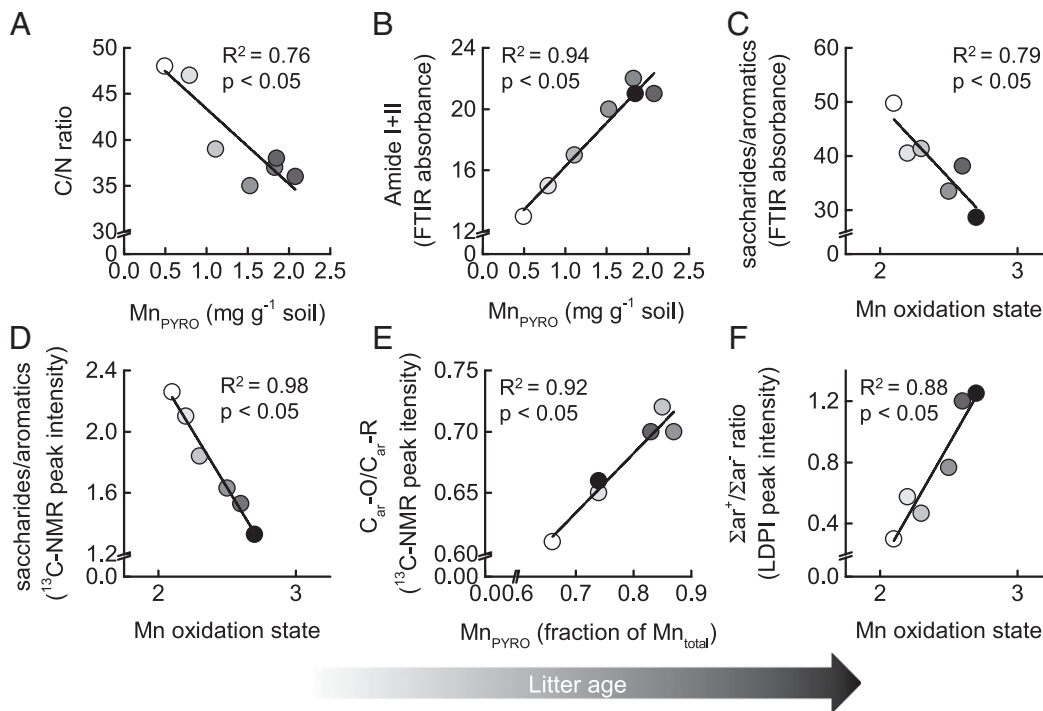 A
50
45
40
35
30
0
C/N ratio
R² = 0.76
p < 0.05
0.0 0.5 1.0 1.5 2.0 2.5
Mn_PYRO (mg g⁻¹ soil)
B
24
20
16
12
0
Amide I+II
(FTIR absorbance)
R² = 0.94
p < 0.05
0.0 0.5 1.0 1.5 2.0 2.5
Mn_PYRO (mg g⁻¹ soil)
C
60
50
40
30
0
saccharides/aromatics
(FTIR absorbance)
R² = 0.79
p < 0.05
2 3
Mn oxidation state
D
2.4
2.0
1.6
1.2
0.0
saccharides/aromatics
(¹³C-NMR peak intensity)
R² = 0.98
p < 0.05
2 3
Mn oxidation state
E
0.75
0.70
0.65
0.60
0.00
C_ar-O/C_ar-R
(¹³C-NMR peak itensity)
R² = 0.92
p < 0.05
0.0 0.6 0.7 0.8 0.9
Mn_PYRO (fraction of Mn_total)
F
1.2
0.8
0.4
0.0
Σar⁺/Σar⁻ ratio
(LDPI peak intensity)
R² = 0.88
p < 0.05
2 3
Mn oxidation state
Litter age